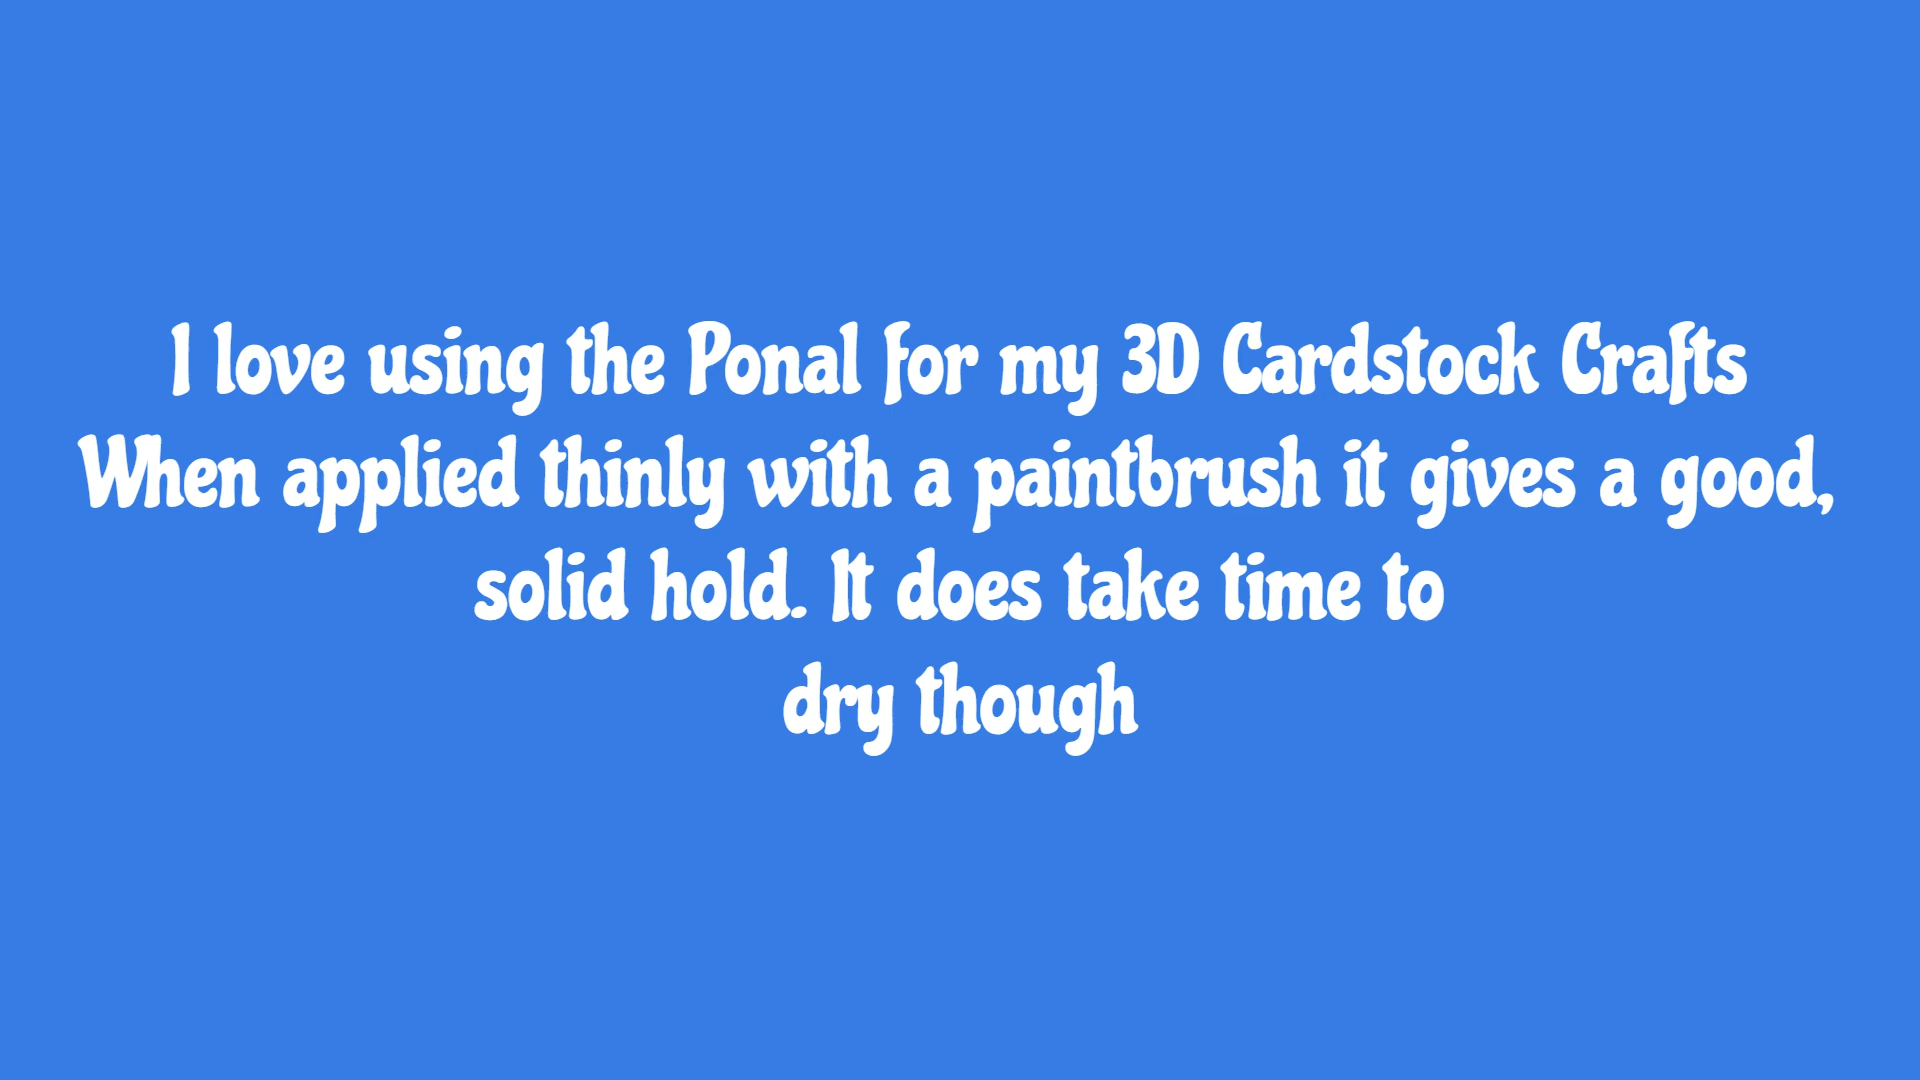 I love using the Ponal for my 3D Cardstock Crafts
When applied thinly with a paintbrush it gives a good,
solid hold. It does take time to
dry though